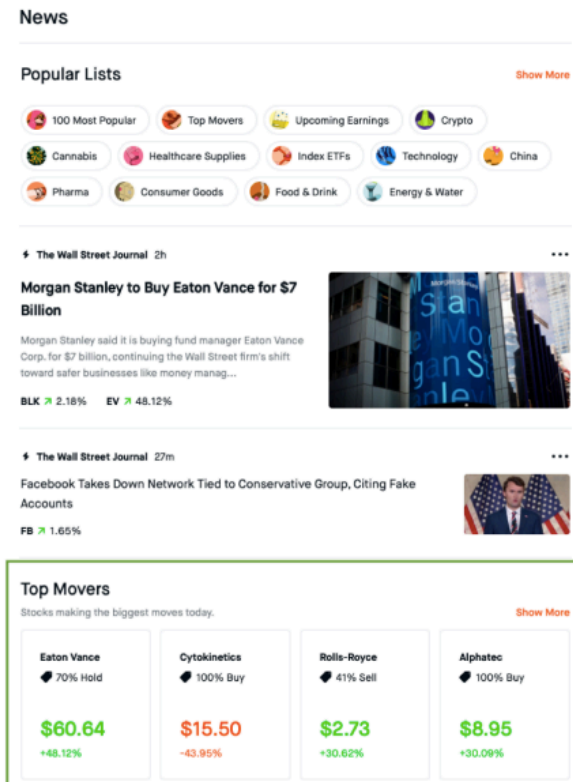 News
Popular Lists
Show More
100 Most Popular
Top Movers
Upcoming Earnings
Crypto
Cannabis
Healthcare Supplies
Index ETFs
Technology
China
Pharma
Consumer Goods
Food & Drink
Energy & Water
The Wall Street Journal 2h
Morgan Stanley to Buy Eaton Vance for $7
Billion
Morgan Stanley said it is buying fund manager Eaton Vance
Corp. for $7 billion, continuing the Wall Street firm's shift
toward safer businesses like money manag...
BLK 2.18% EV 48.12%
Morgan Stanley
Stan
Mo
gan S
nle
The Wall Street Journal 27m
Facebook Takes Down Network Tied to Conservative Group, Citing Fake
Accounts
FB 1.65%
Top Movers
Stocks making the biggest moves today.
Show More
Eaton Vance
70% Hold
$60.64
+48.12%
Cytokinetics
100% Buy
$15.50
-43.95%
Rolls-Royce
41% Sell
$2.73
+30.62%
Alphatec
100% Buy
$8.95
+30.09%